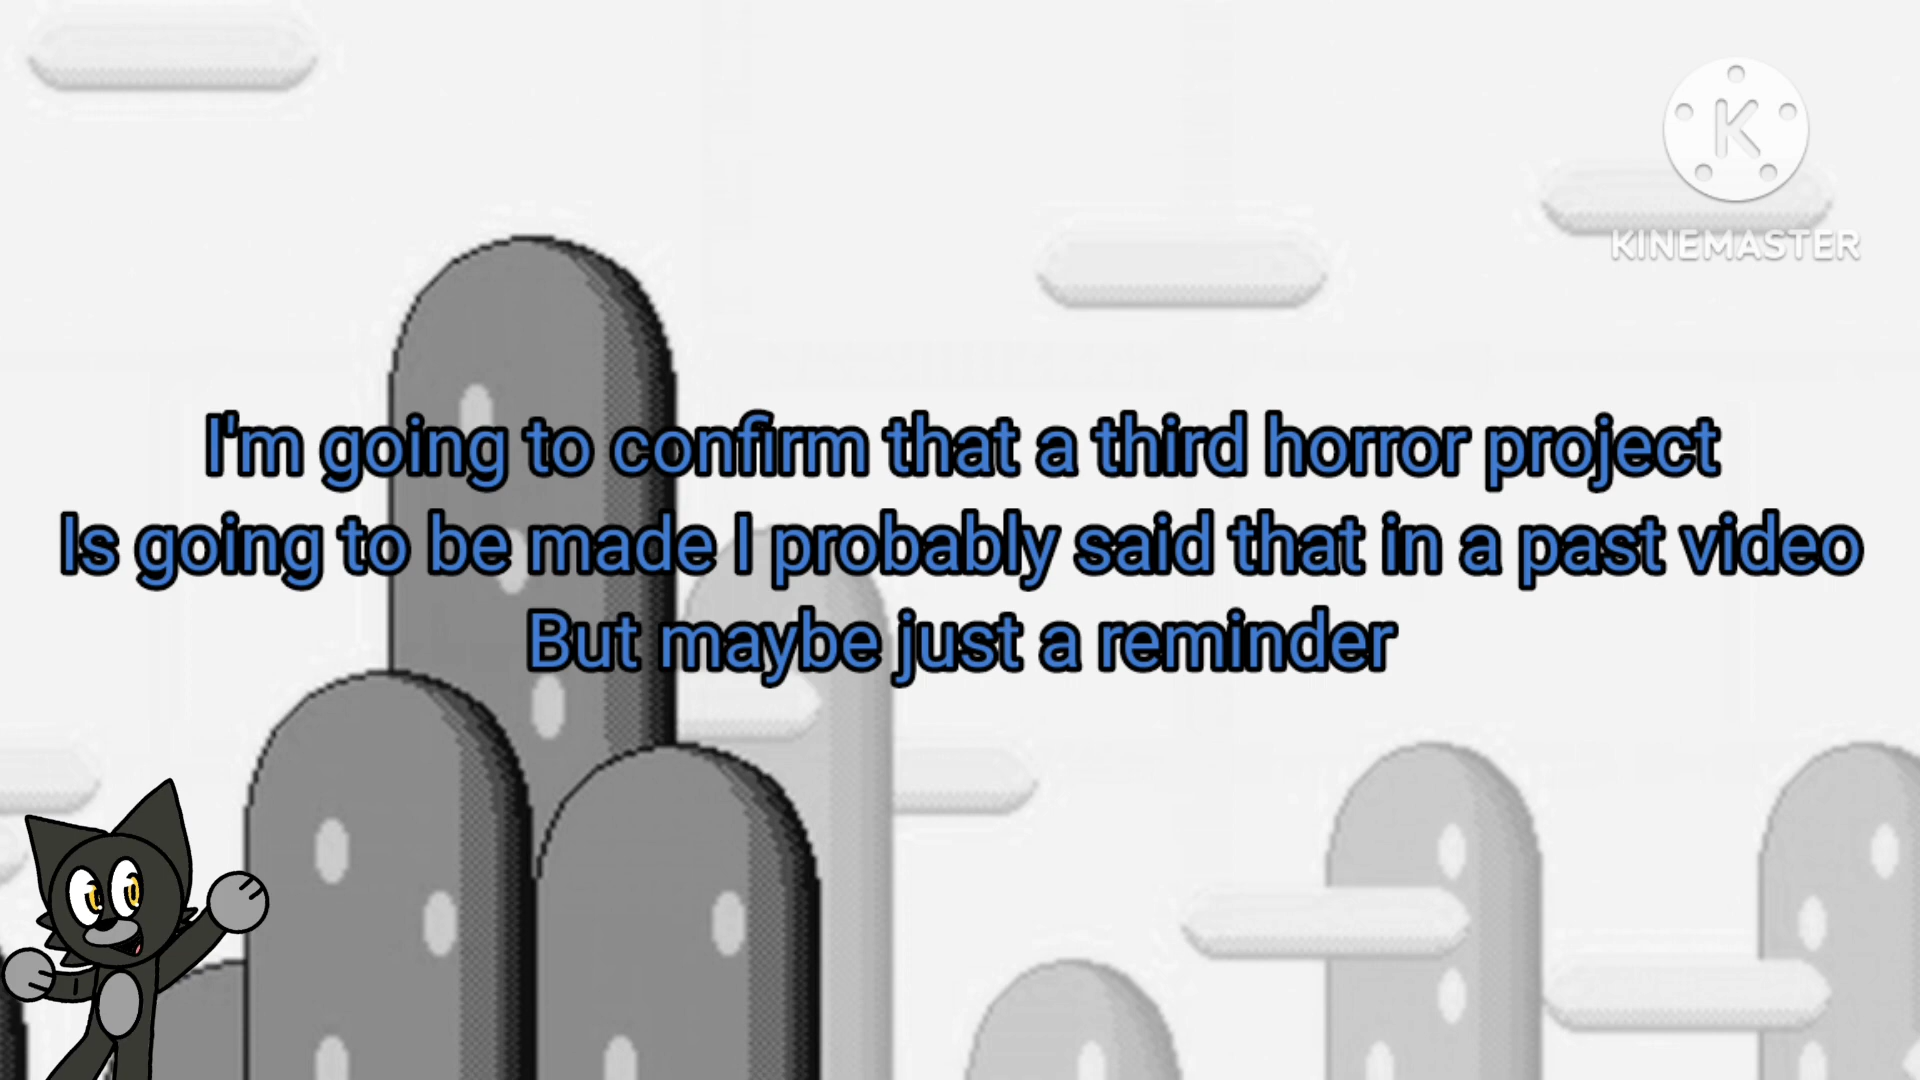 K
KINEMASTER
I'm going to confirm that a third horror project
Is going to be made I probably said that in a past video
But maybe just a reminder